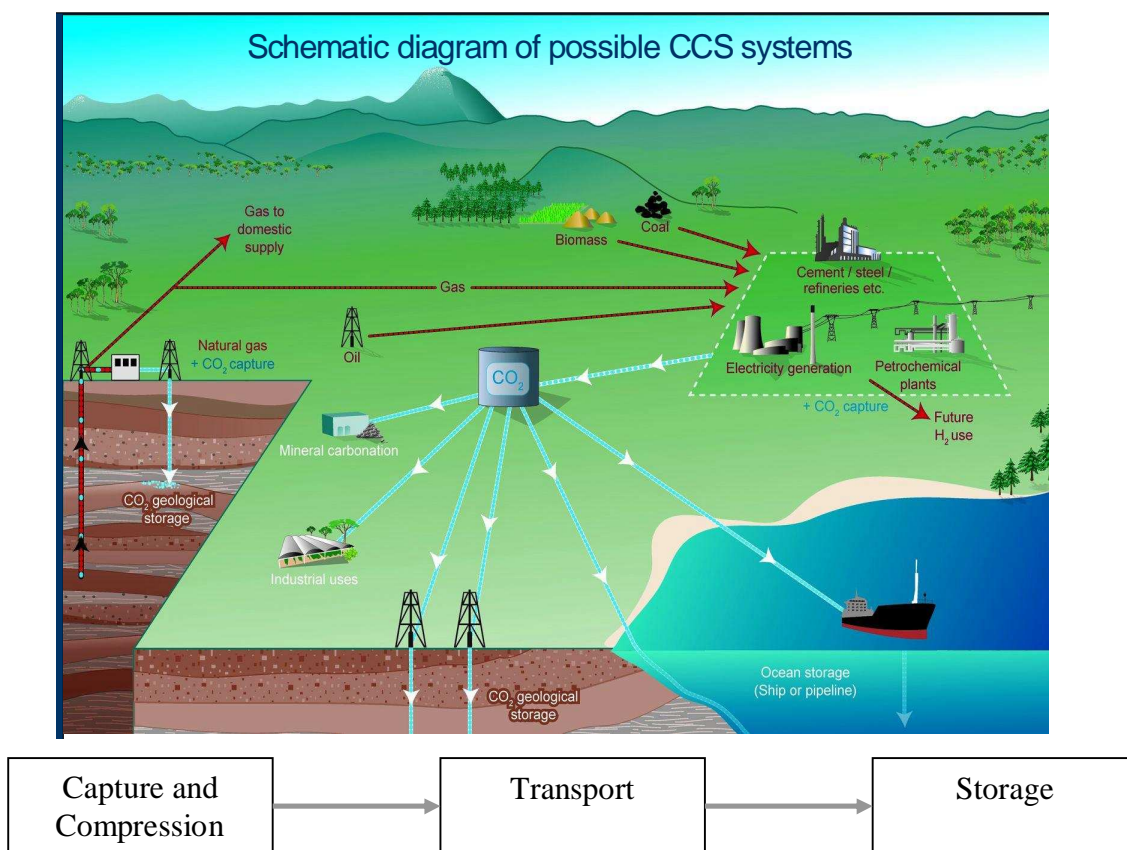 Schematic diagram of possible CCS systems
Gas to
domestic
supply
Biomass
Coal
Cement / steel /
refineries etc.
Gas
Oil
Natural gas
+ CO₂ capture
CO₂
Electricity generation
Petrochemical
plants
+ CO₂ capture
Future
H₂ use
Mineral carbonation
CO₂ geological
storage
Industrial uses
Ocean storage
(Ship or pipeline)
CO₂ geological
storage
Capture and
Compression
Transport
Storage